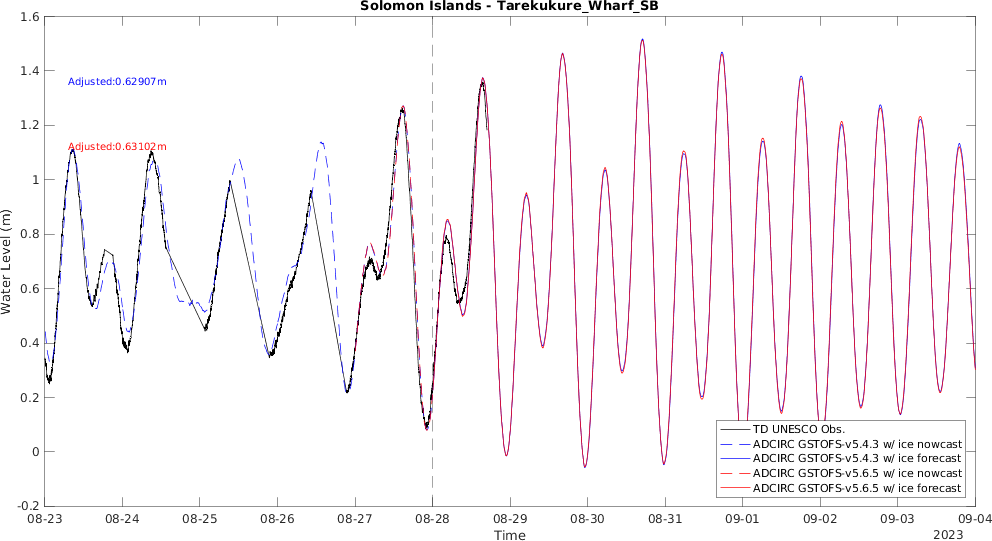 Solomon Islands - Tarekukure_Wharf_SB
Water Level (m)
1.6
1.4
1.2
1
0.8
0.6
0.4
0.2
0
-0.2
Adjusted:0.62907m
Adjusted:0.63102m
TD UNESCO Obs.
ADCIRC GSTOFS-v5.4.3 w/ ice nowcast
ADCIRC GSTOFS-v5.4.3 w/ ice forecast
ADCIRC GSTOFS-v5.6.5 w/ ice nowcast
ADCIRC GSTOFS-v5.6.5 w/ ice forecast
08-23 08-24 08-25 08-26 08-27 08-28 08-29 08-30 08-31 09-01 09-02 09-03 09-04
Time
2023